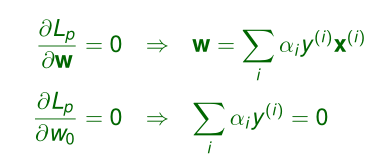 ∂L_p/∂𝐰 = 0 ⇒ 𝐰 = ∑_i α_i y^(i) 𝐱^(i)
∂L_p/∂w_0 = 0 ⇒ ∑_i α_i y^(i) = 0